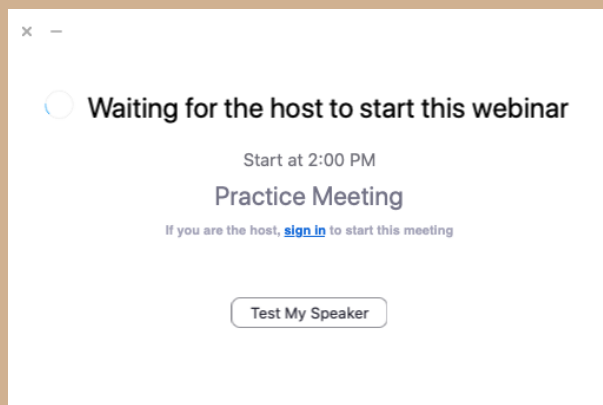 Waiting for the host to start this webinar
Start at 2:00 PM
Practice Meeting
If you are the host, sign in to start this meeting
Test My Speaker